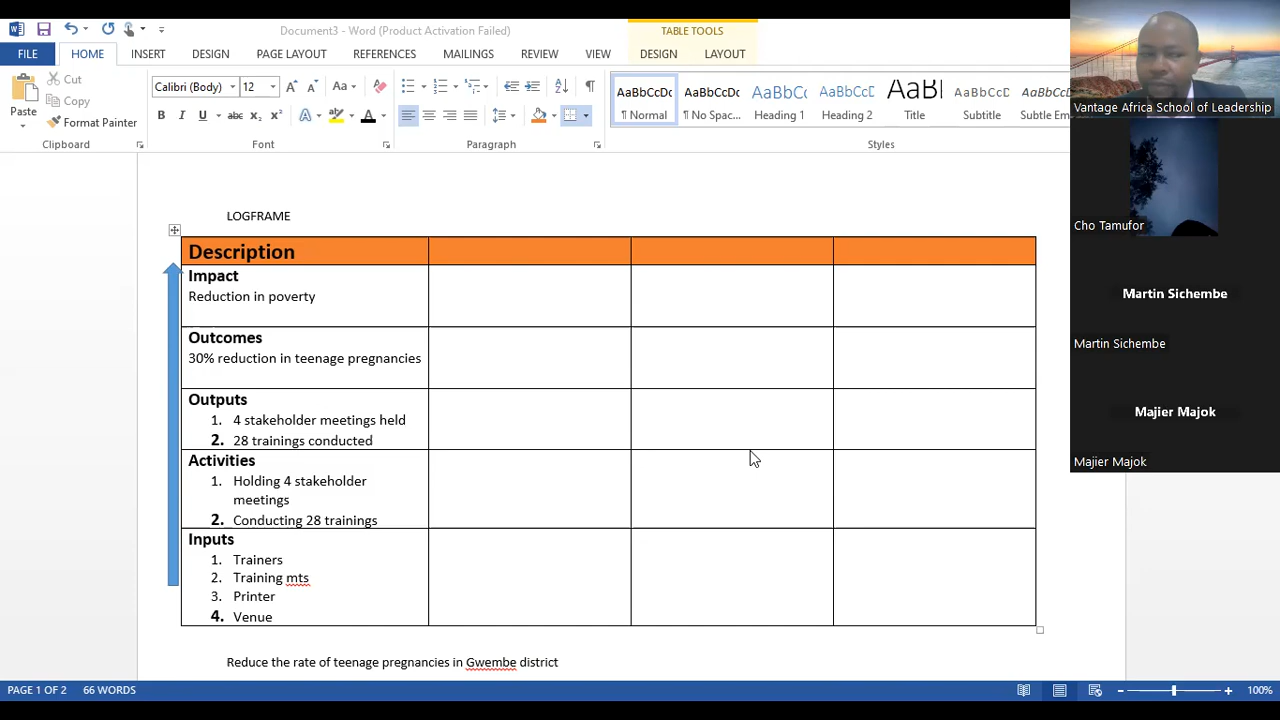 Document3 - Word (Product Activation Failed)
TABLE TOOLS
FILE
HOME
INSERT
DESIGN
PAGE LAYOUT
REFERENCES
MAILINGS
REVIEW
VIEW
DESIGN
LAYOUT
Paste
Cut
Copy
Format Painter
Clipboard
Calibri (Body)
12
Font
Paragraph
AaBbCcDc
¶ Normal
AaBbCcDc
¶ No Spac...
AaBbCc
Heading 1
AaBbCcC
Heading 2
AaBl
Title
AaBbCcC
Subtitle
AaBbCcC
Subtle Em
Styles
Vantage Africa School of Leadership
Cho Tamufor
Martin Sichembe
Martin Sichembe
Majier Majok
Majier Majok
LOGFRAME
Description
Impact
Reduction in poverty
Outcomes
30% reduction in teenage pregnancies
Outputs
1. 4 stakeholder meetings held
2. 28 trainings conducted
Activities
1. Holding 4 stakeholder
meetings
2. Conducting 28 trainings
Inputs
1. Trainers
2. Training mts
3. Printer
4. Venue
Reduce the rate of teenage pregnancies in Gwembe district
PAGE 1 OF 2
66 WORDS
100%